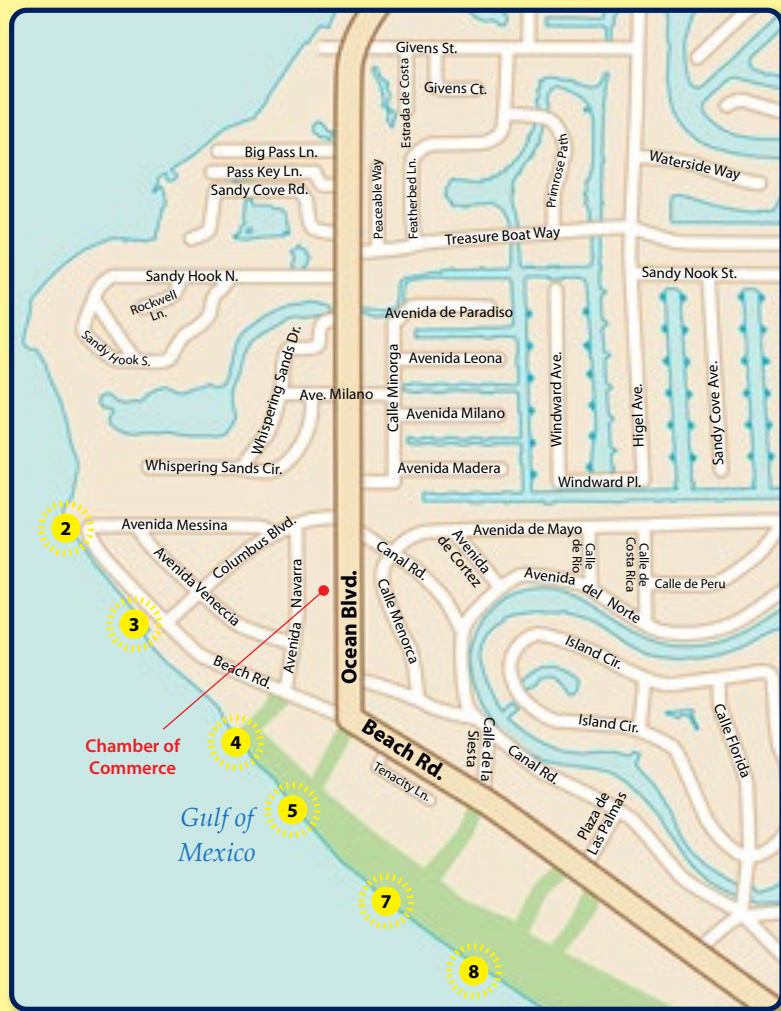 Givens St.
Estrada de Costa
Givens Ct.
Big Pass Ln.
Pass Key Ln.
Sandy Cove Rd.
Peaceable Way
Featherbed Ln.
Primrose Path
Waterside Way
Treasure Boat Way
Sandy Hook N.
Sandy Nook St.
Rockwell
Ln.
Sandy Hook S.
Avenida de Paradiso
Whispering Sands Dr.
Calle Minorga
Avenida Leona
Ave. Milano
Avenida Milano
Windward Ave.
Higel Ave.
Sandy Cove Ave.
Whispering Sands Cir.
Avenida Madera
Windward Pl.
2
Avenida Messina
Columbus Blvd.
Avenida de Mayo
Avenida Veneccia
Avenida Navarra
Canal Rd.
Avenida
de Cortez
Calle
de Rio
Calle de
Costa Rica
Calle de Peru
Avenida del Norte
Calle Menorca
Ocean Blvd.
3
Island Cir.
Beach Rd.
Island Cir.
Calle Florida
Chamber of
Commerce
4
Beach Rd.
Calle de la
Siesta
Canal Rd.
Tenacity Ln.
Plaza de
Las Palmas
5
Gulf of
Mexico
7
8